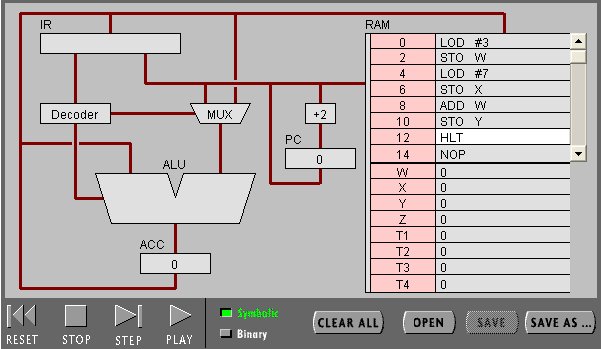 IR
RAM
0 LOD #3
2 STO W
4 LOD #7
6 STO X
8 ADD W
10 STO Y
12 HLT
14 NOP
W 0
X 0
Y 0
Z 0
T1 0
T2 0
T3 0
T4 0
Decoder
MUX
+2
PC
0
ALU
ACC
0
RESET
STOP
STEP
PLAY
Symbolic
Binary
CLEAR ALL
OPEN
SAVE
SAVE AS ...